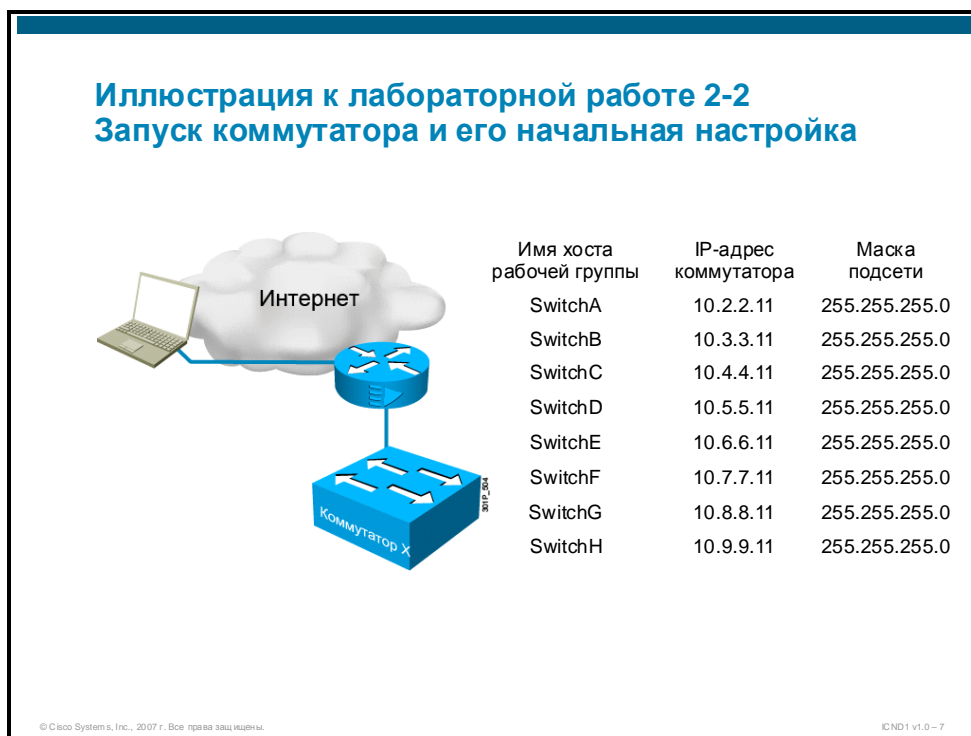 Иллюстрация к лабораторной работе 2-2
Запуск коммутатора и его начальная настройка
Интернет
Коммутатор X
301P_504
Имя хоста рабочей группы IP-адрес коммутатора Маска подсети
SwitchA 10.2.2.11 255.255.255.0
SwitchB 10.3.3.11 255.255.255.0
SwitchC 10.4.4.11 255.255.255.0
SwitchD 10.5.5.11 255.255.255.0
SwitchE 10.6.6.11 255.255.255.0
SwitchF 10.7.7.11 255.255.255.0
SwitchG 10.8.8.11 255.255.255.0
SwitchH 10.9.9.11 255.255.255.0
© Cisco Systems, Inc., 2007 г. Все права защищены.
ICND1 v1.0 – 7